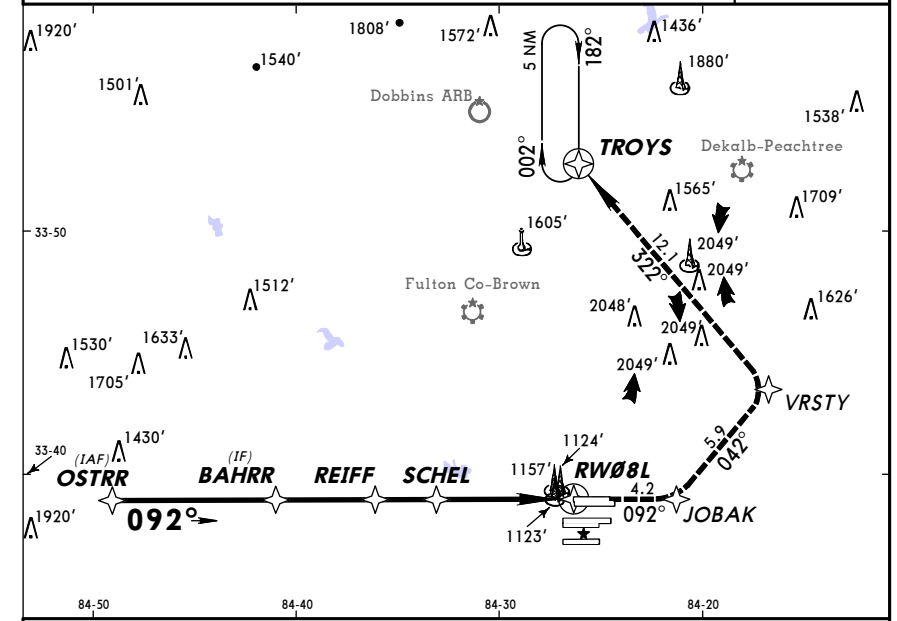 1920’
1808’
1572’
1436’
1540’
1880’
1501’
Dobbins ARB
5 NM
182°
1538’
002°
TROYS
Dekalb-Peachtree
1565’
1709’
33-50
1605’
12.1
322°
2049’
2049’
1512’
Fulton Co-Brown
2048’
1626’
1530’
1633’
2049’
1705’
2049’
VRSTY
1430’
5.9
042°
33-40
(IAF)
OSTRR
(IF)
BAHRR
REIFF
SCHEL
1124’
1157’
RWØ8L
4.2
092°
092°
JOBAK
1123’
1920’
84-50
84-40
84-30
84-20